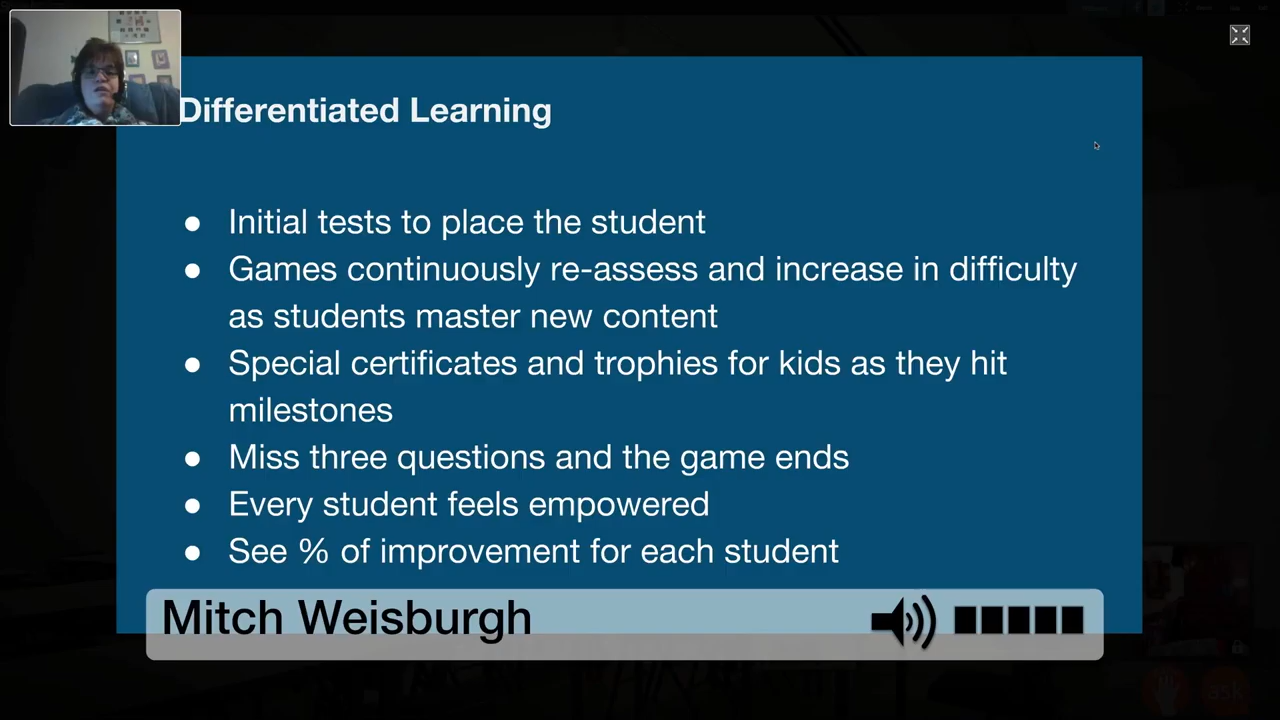 Differentiated Learning
● Initial tests to place the student
● Games continuously re-assess and increase in difficulty
as students master new content
● Special certificates and trophies for kids as they hit
milestones
● Miss three questions and the game ends
● Every student feels empowered
● See % of improvement for each student
Mitch Weisburgh
ask